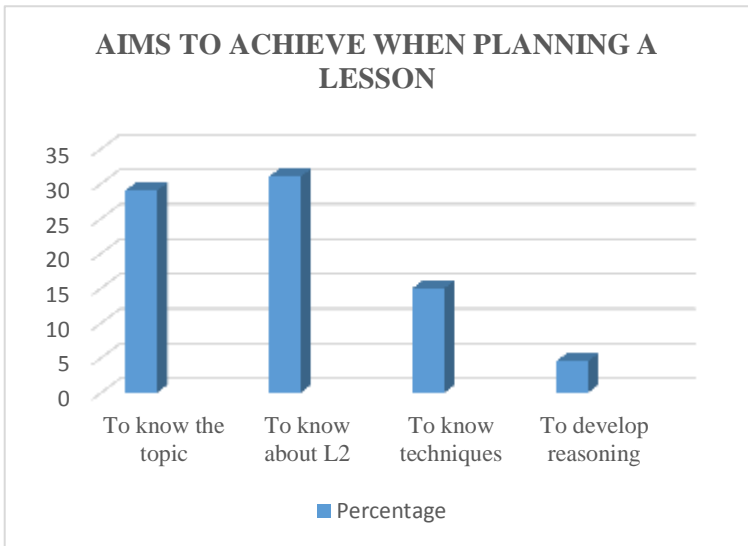 AIMS TO ACHIEVE WHEN PLANNING A
LESSON
35
30
25
20
15
10
5
0
To know the
topic
To know
about L2
To know
techniques
To develop
reasoning
Percentage